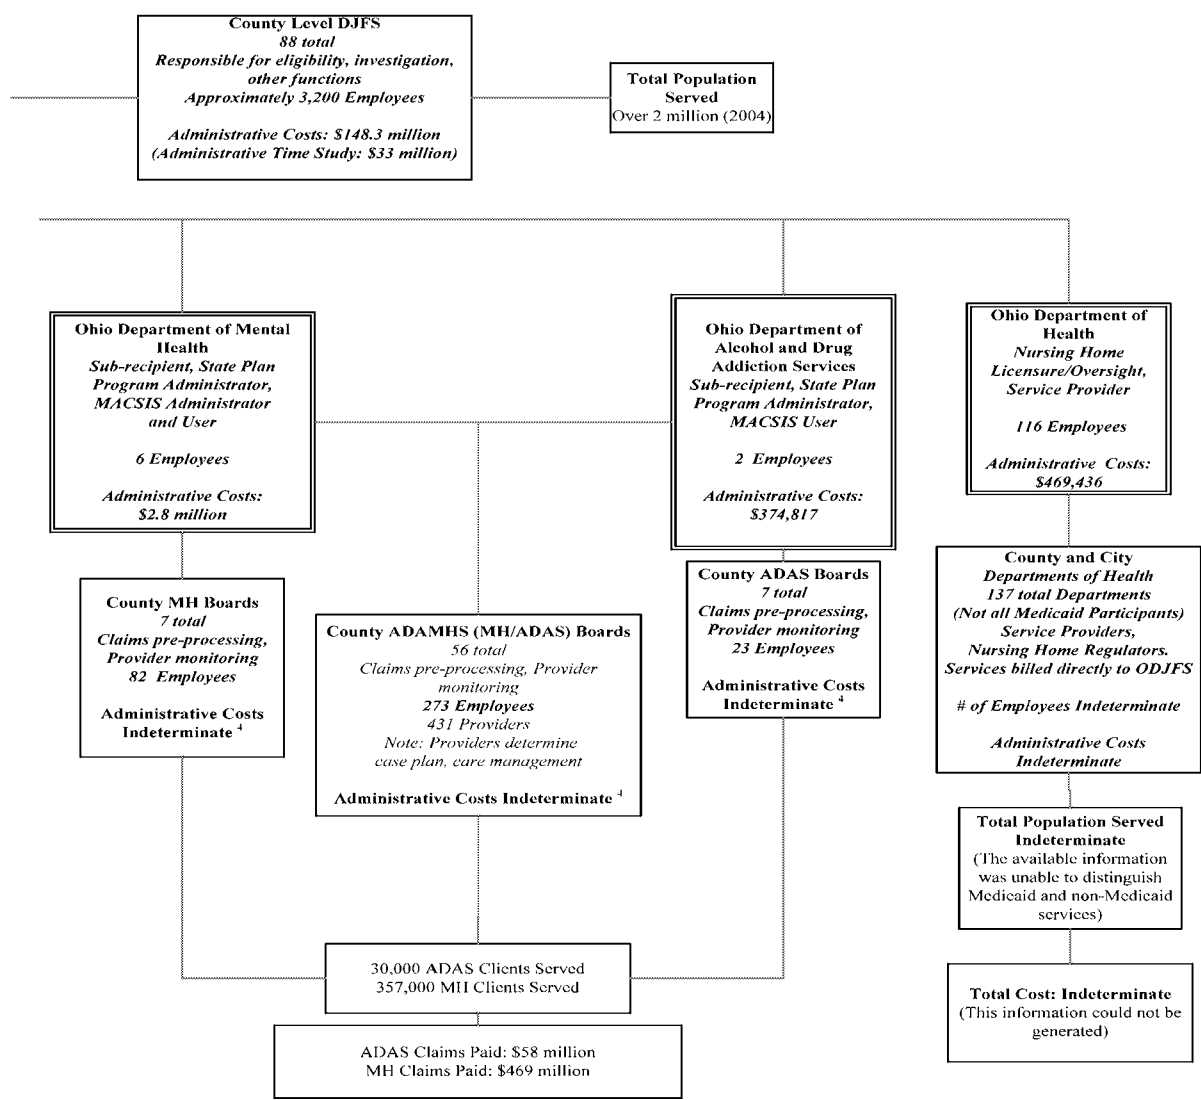 County Level DJFS
88 total
Responsible for eligibility, investigation,
other functions
Approximately 3,200 Employees
Administrative Costs: $148.3 million
(Administrative Time Study: $33 million)
Total Population
Served
Over 2 million (2004)
Ohio Department of Mental
Health
Sub-recipient, State Plan
Program Administrator,
MACSIS Administrator
and User
6 Employees
Administrative Costs:
$2.8 million
Ohio Department of
Alcohol and Drug
Addiction Services
Sub-recipient, State Plan
Program Administrator,
MACSIS User
2 Employees
Administrative Costs:
$374,817
Ohio Department of
Health
Nursing Home
Licensure/Oversight,
Service Provider
116 Employees
Administrative Costs:
$469,436
County MH Boards
7 total
Claims pre-processing,
Provider monitoring
82 Employees
Administrative Costs
Indeterminate 4
County ADAMHS (MH/ADAS) Boards
56 total
Claims pre-processing, Provider
monitoring
273 Employees
431 Providers
Note: Providers determine
case plan, care management
Administrative Costs Indeterminate 4
County ADAS Boards
7 total
Claims pre-processing,
Provider monitoring
23 Employees
Administrative Costs
Indeterminate 4
County and City
Departments of Health
137 total Departments
(Not all Medicaid Participants)
Service Providers,
Nursing Home Regulators.
Services billed directly to ODJFS
# of Employees Indeterminate
Administrative Costs
Indeterminate
Total Population Served
Indeterminate
(The available information
was unable to distinguish
Medicaid and non-Medicaid
services)
30,000 ADAS Clients Served
357,000 MH Clients Served
Total Cost: Indeterminate
(This information could not be
generated)
ADAS Claims Paid: $58 million
MH Claims Paid: $469 million